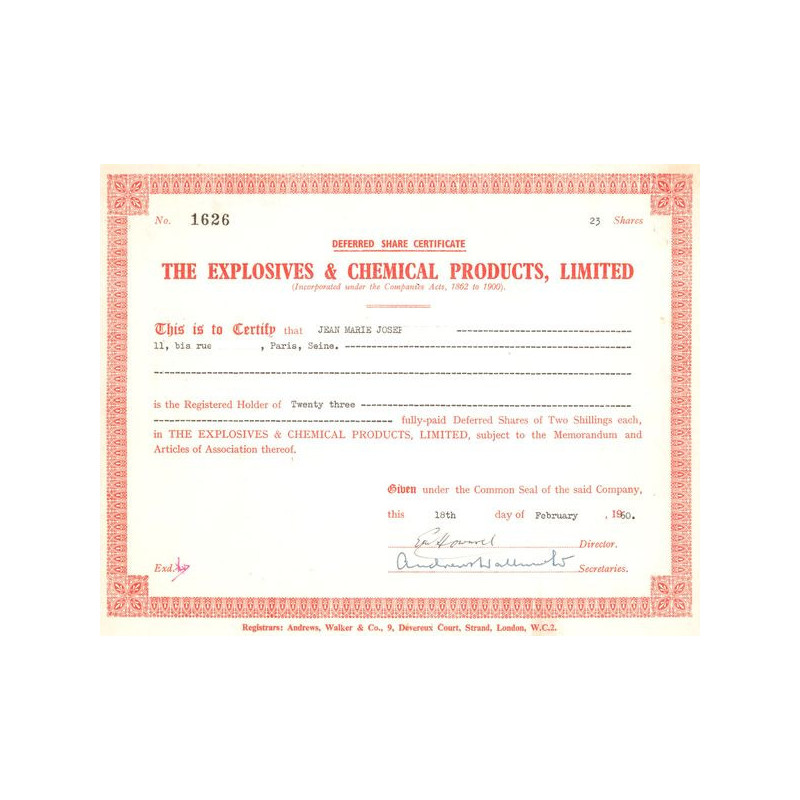 No. 1626 23 Shares
DEFERRED SHARE CERTIFICATE
THE EXPLOSIVES & CHEMICAL PRODUCTS, LIMITED
(Incorporated under the Companies Acts, 1862 to 1900).
This is to Certify that JEAN MARIE JOSEP
11, bis rue , Paris, Seine.
is the Registered Holder of Twenty three
fully-paid Deferred Shares of Two Shillings each,
in THE EXPLOSIVES & CHEMICAL PRODUCTS, LIMITED, subject to the Memorandum and
Articles of Association thereof.
Given under the Common Seal of the said Company,
this 18th day of February , 1960.
Director.
Exd. Secretaries.
Registrars: Andrews, Walker & Co., 9, Devereux Court, Strand, London, W.C.2.